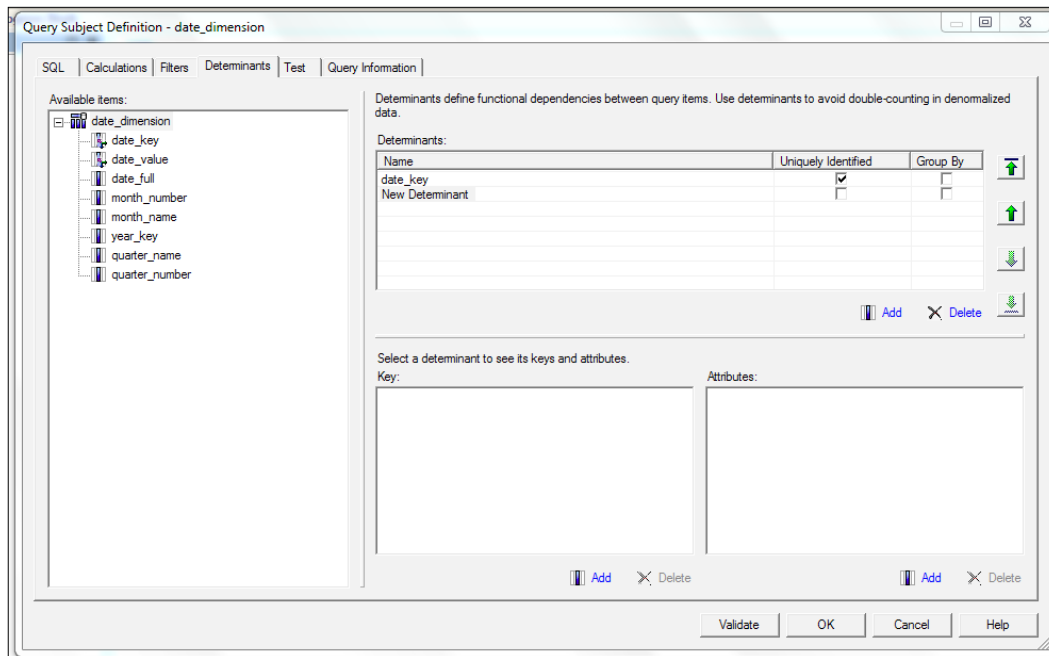 Query Subject Definition - date_dimension
SQL Calculations Filters Determinants Test Query Information
Available items:
date_dimension
date_key
date_value
date_full
month_number
month_name
year_key
quarter_name
quarter_number
Determinants define functional dependencies between query items. Use determinants to avoid double-counting in denormalized
data.
Determinants:
Name Uniquely Identified Group By
date_key
New Determinant
Add Delete
Select a determinant to see its keys and attributes.
Key: Attributes:
Add Delete Add Delete
Validate OK Cancel Help